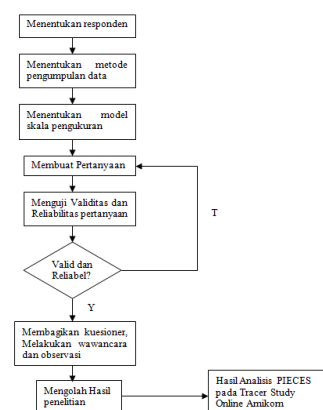 Menentukan responden
Menentukan metode
pengumpulan data
Menentukan model
skala pengukuran
Membuat Pertanyaan
Menguji Validitas dan
Reliabilitas pertanyaan
T
Valid dan
Reliabel?
Y
Membagikan kuesioner,
Melakukan wawancara
dan observasi
Mengolah Hasil
penelitian
Hasil Analisis PIECES
pada Tracer Study
Online Amikom